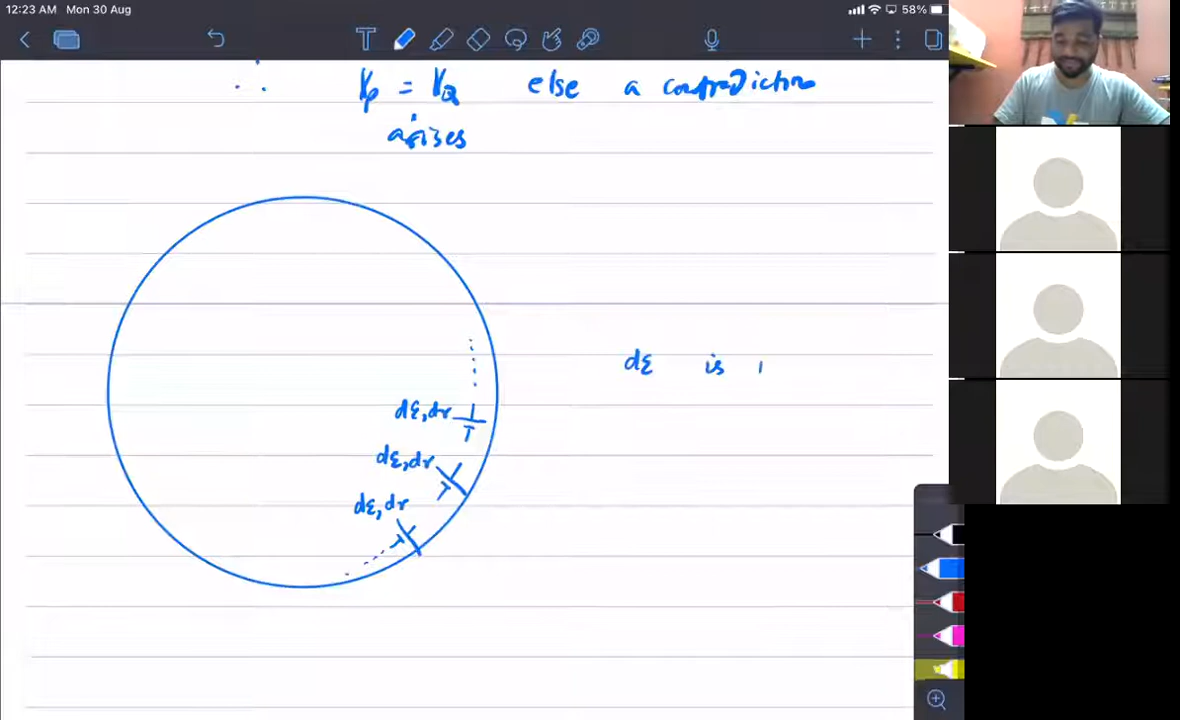 12:23 AM Mon 30 Aug
58%
∴ Vp = VQ else a contradiction
arises
dε, dr
dε, dr
dε, dr
dε is